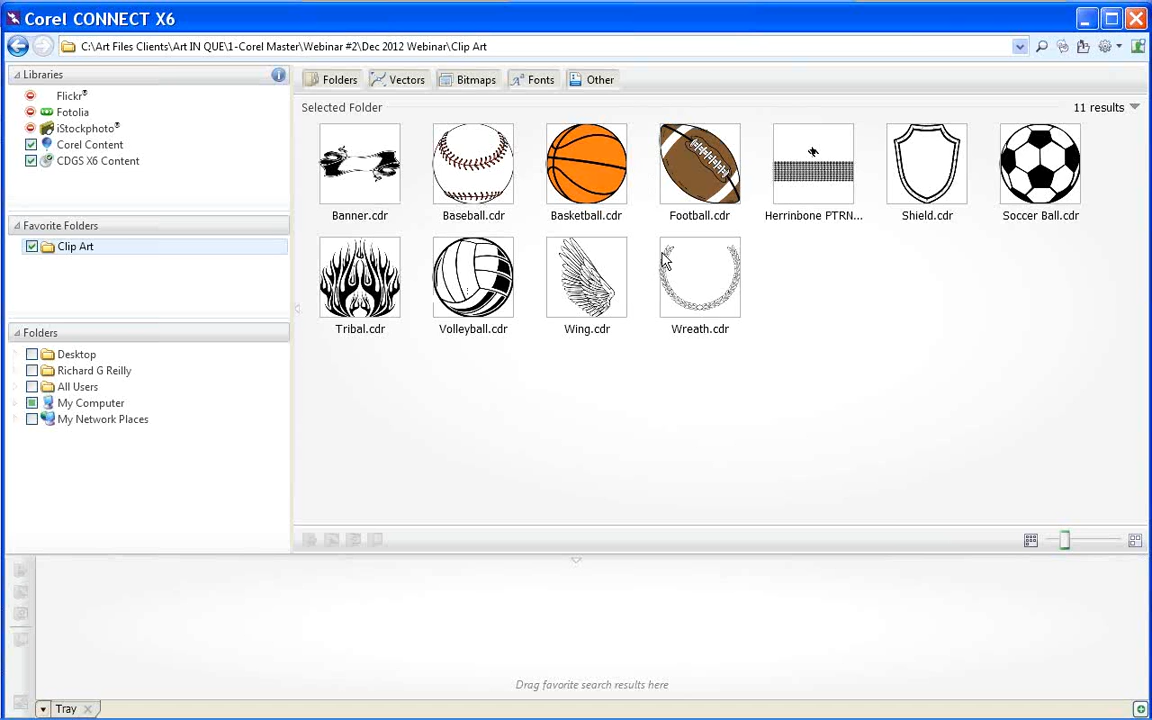 Corel CONNECT X6
C:\Art Files Clients\Art IN QUE\1-Corel Master\Webinar #2\Dec 2012 Webinar\Clip Art
Libraries
Flickr®
Fotolia
iStockphoto®
Corel Content
CDGS X6 Content
Favorite Folders
Clip Art
Folders
Desktop
Richard G Reilly
All Users
My Computer
My Network Places
Folders Vectors Bitmaps Fonts Other
Selected Folder 11 results
Banner.cdr Baseball.cdr Basketball.cdr Football.cdr Herrinbone PTRN... Shield.cdr Soccer Ball.cdr
Tribal.cdr Volleyball.cdr Wing.cdr Wreath.cdr
Drag favorite search results here
Tray